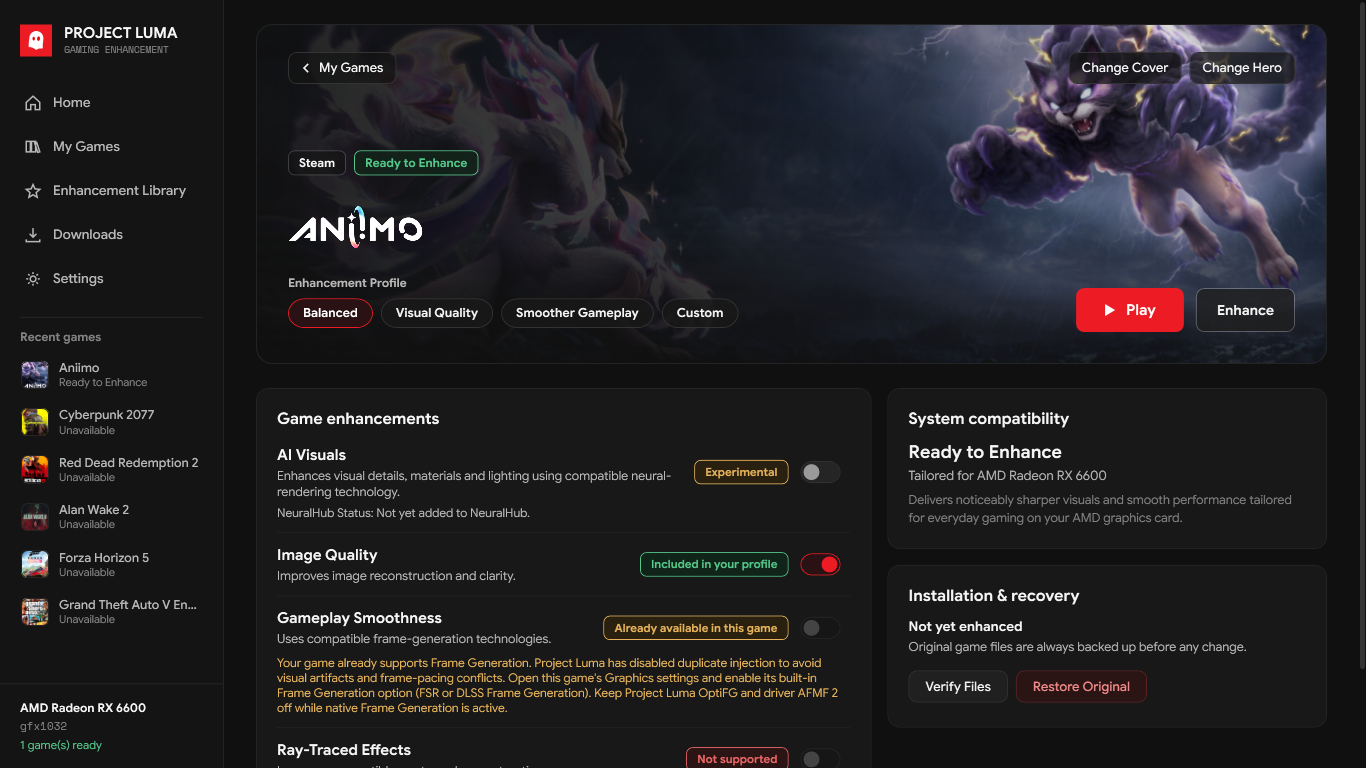 PROJECT LUMA
GAMING ENHANCEMENT
Home
My Games
Enhancement Library
Downloads
Settings
Recent games
Aniimo
Ready to Enhance
Cyberpunk 2077
Unavailable
Red Dead Redemption 2
Unavailable
Alan Wake 2
Unavailable
Forza Horizon 5
Unavailable
Grand Theft Auto V En...
Unavailable
AMD Radeon RX 6600
gfx1032
1 game(s) ready
My Games
Change Cover
Change Hero
Steam
Ready to Enhance
ANIIMO
Enhancement Profile
Balanced
Visual Quality
Smoother Gameplay
Custom
Play
Enhance
Game enhancements
AI Visuals
Enhances visual details, materials and lighting using compatible neural-
rendering technology.
NeuralHub Status: Not yet added to NeuralHub.
Experimental
Image Quality
Improves image reconstruction and clarity.
Included in your profile
Gameplay Smoothness
Uses compatible frame-generation technologies.
Already available in this game
Your game already supports Frame Generation. Project Luma has disabled duplicate injection to avoid
visual artifacts and frame-pacing conflicts. Open this game's Graphics settings and enable its built-in
Frame Generation option (FSR or DLSS Frame Generation). Keep Project Luma OptiFG and driver AFMF 2
off while native Frame Generation is active.
Ray-Traced Effects
Not supported
System compatibility
Ready to Enhance
Tailored for AMD Radeon RX 6600
Delivers noticeably sharper visuals and smooth performance tailored
for everyday gaming on your AMD graphics card.
Installation & recovery
Not yet enhanced
Original game files are always backed up before any change.
Verify Files
Restore Original